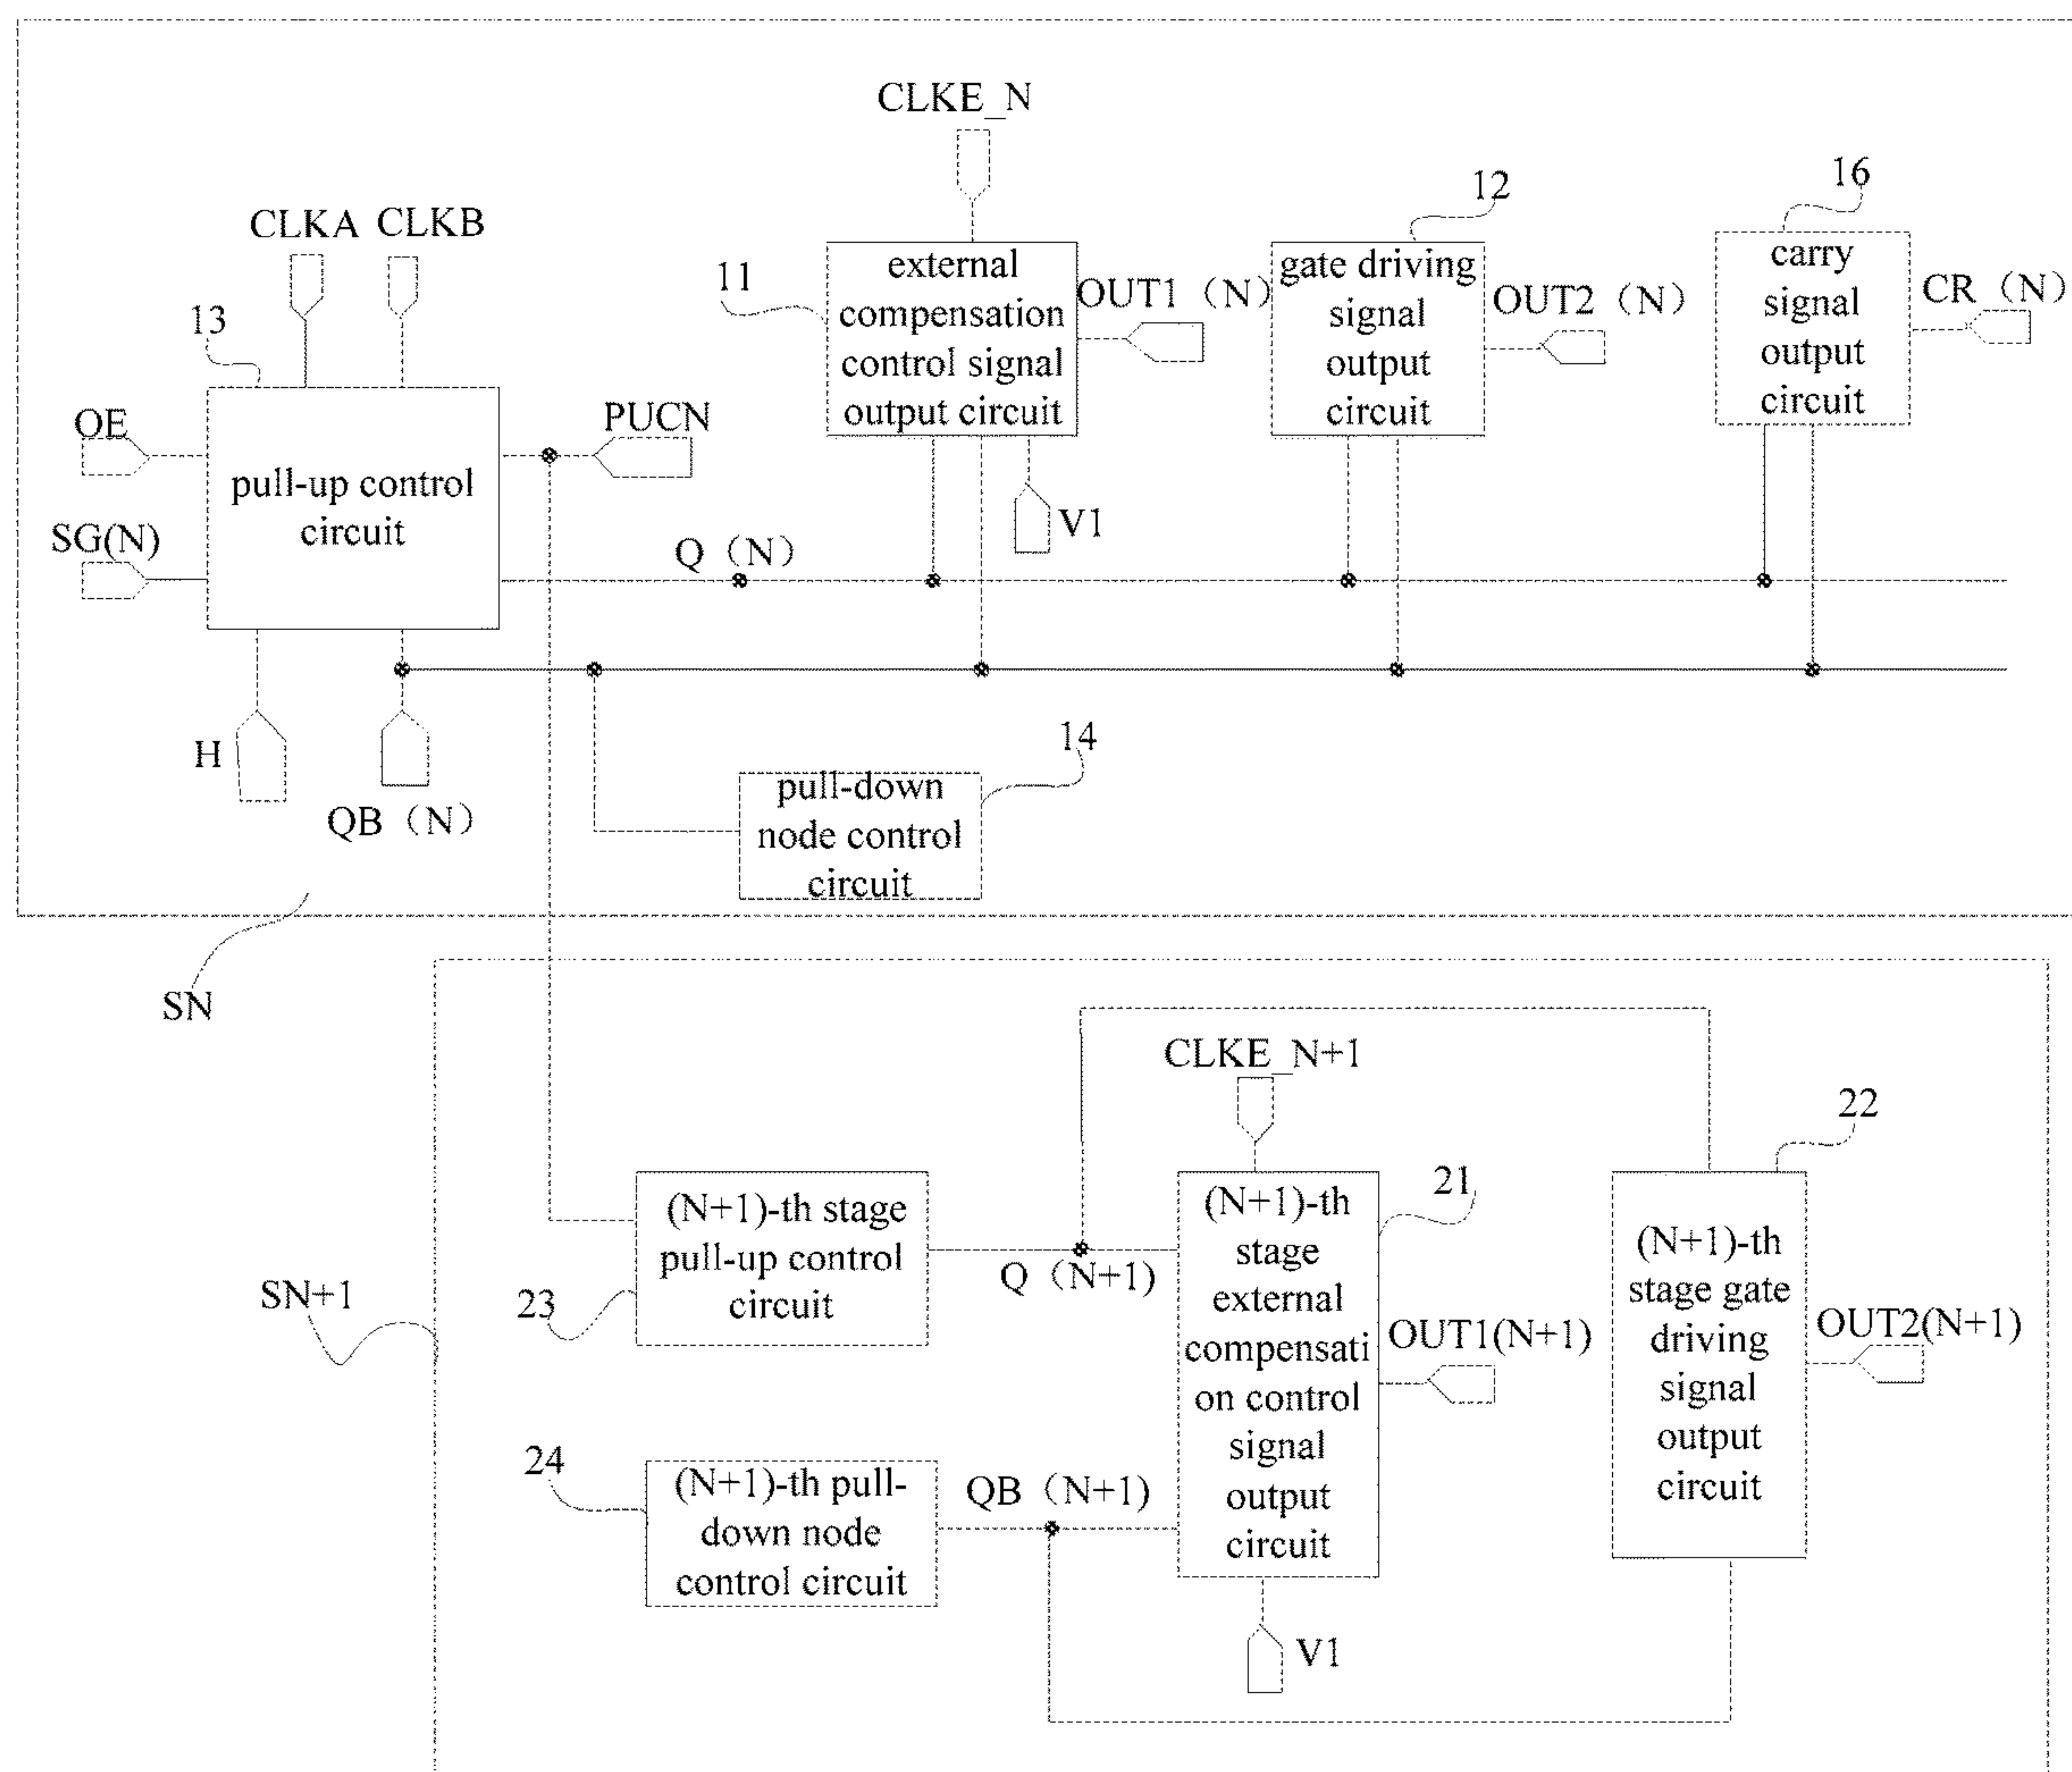 CLKE_N
16
12
CLKA CLKB
11
external
compensation
control signal
output circuit
OUT1（N）
gate driving
signal
output
circuit
OUT2（N）
carry
signal
output
circuit
CR（N）
13
OE
PUCN
pull-up control
circuit
SG(N)
V1
Q（N）
H
QB（N）
14
pull-down
node control
circuit
SN
CLKE_N+1
22
21
(N+1)-th stage
pull-up control
circuit
23
Q（N+1）
SN+1
(N+1)-th
stage
external
compensati
on control
signal
output
circuit
OUT1(N+1)
(N+1)-th
stage gate
driving
signal
output
circuit
OUT2(N+1)
24
(N+1)-th pull-
down node
control circuit
QB（N+1）
V1